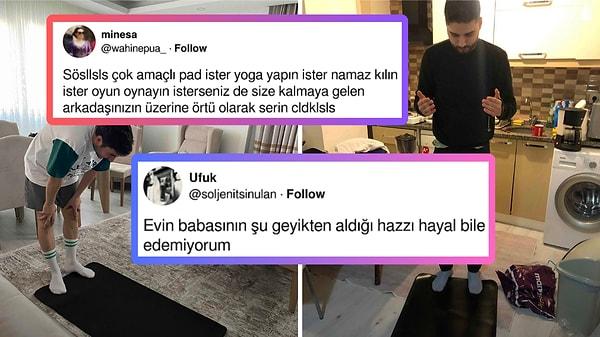 minesa
@wahinepua_ · Follow
Sösllsls çok amaçlı pad ister yoga yapın ister namaz kılın
ister oyun oynayın isterseniz de size kalmaya gelen
arkadaşınızın üzerine örtü olarak serin cldklsls
Ufuk
@soljenitsinulan · Follow
Evin babasının şu geyikten aldığı hazzı hayal bile
edemiyorum